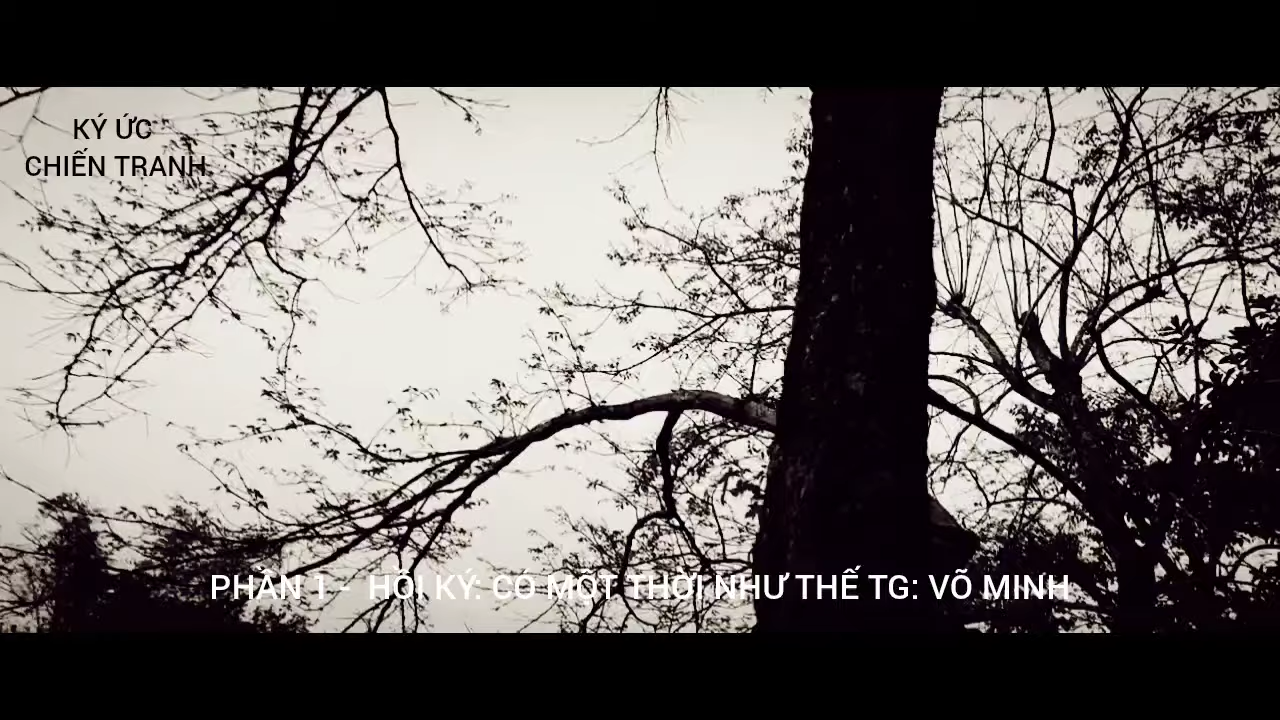 KÝ ỨC
CHIẾN TRANH
PHẦN 1 - HỒI KÝ: CÓ MỘT THỜI NHƯ THẾ TG: VÕ MINH